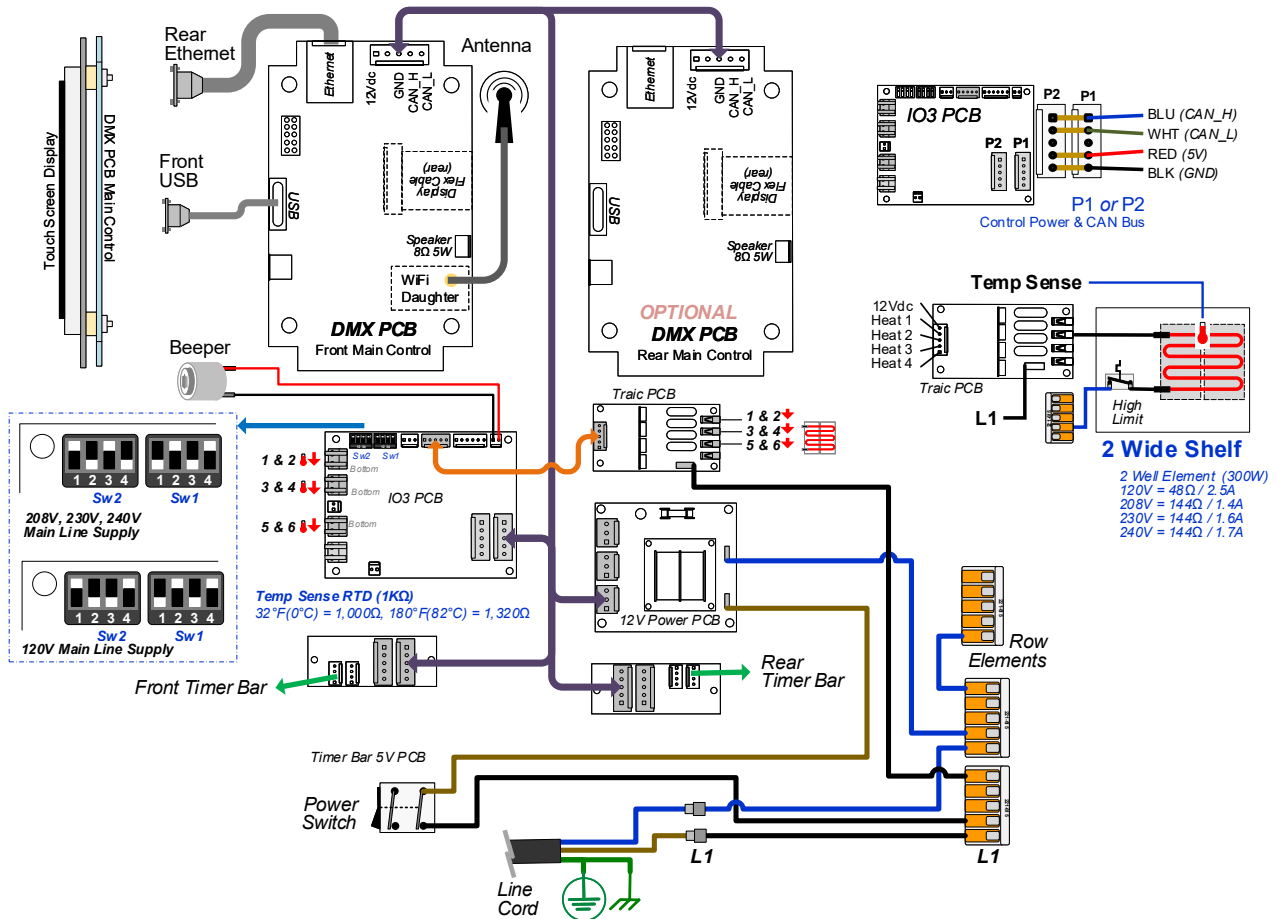 Rear
Ethernet
Ethernet
12Vdc
GND
CAN_H
CAN_L
Antenna
Ethernet
12Vdc
GND
CAN_H
CAN_L
Touch Screen Display
DMX PCB Main Control
Front
USB
USB
Display
Flex Cable
(rear)
Speaker
8Ω 5W
WiFi
Daughter
DMX PCB
Front Main Control
USB
Display
Flex Cable
(rear)
Speaker
8Ω 5W
OPTIONAL
DMX PCB
Rear Main Control
IO3 PCB
P2
P1
P2
P1
BLU (CAN_H)
WHT (CAN_L)
RED (5V)
BLK (GND)
P1 or P2
Control Power & CAN Bus
Temp Sense
12Vdc
Heat 1
Heat 2
Heat 3
Heat 4
Traic PCB
L1
High
Limit
2 Wide Shelf
2 Well Element (300W)
120V = 48Ω / 2.5A
208V = 144Ω / 1.4A
230V = 144Ω / 1.6A
240V = 144Ω / 1.7A
Beeper
Traic PCB
1 & 2
3 & 4
5 & 6
1 2 3 4
1 2 3 4
Sw2
Sw1
208V, 230V, 240V
Main Line Supply
1 2 3 4
1 2 3 4
Sw2
Sw1
120V Main Line Supply
Sw2
Sw1
1 & 2
Bottom
3 & 4
Bottom
5 & 6
Bottom
IO3 PCB
Temp Sense RTD (1KΩ)
32°F(0°C) = 1,000Ω, 180°F(82°C) = 1,320Ω
12V Power PCB
Front Timer Bar
Rear
Timer Bar
Row
Elements
Timer Bar 5V PCB
Power
Switch
L1
L1
Line
Cord